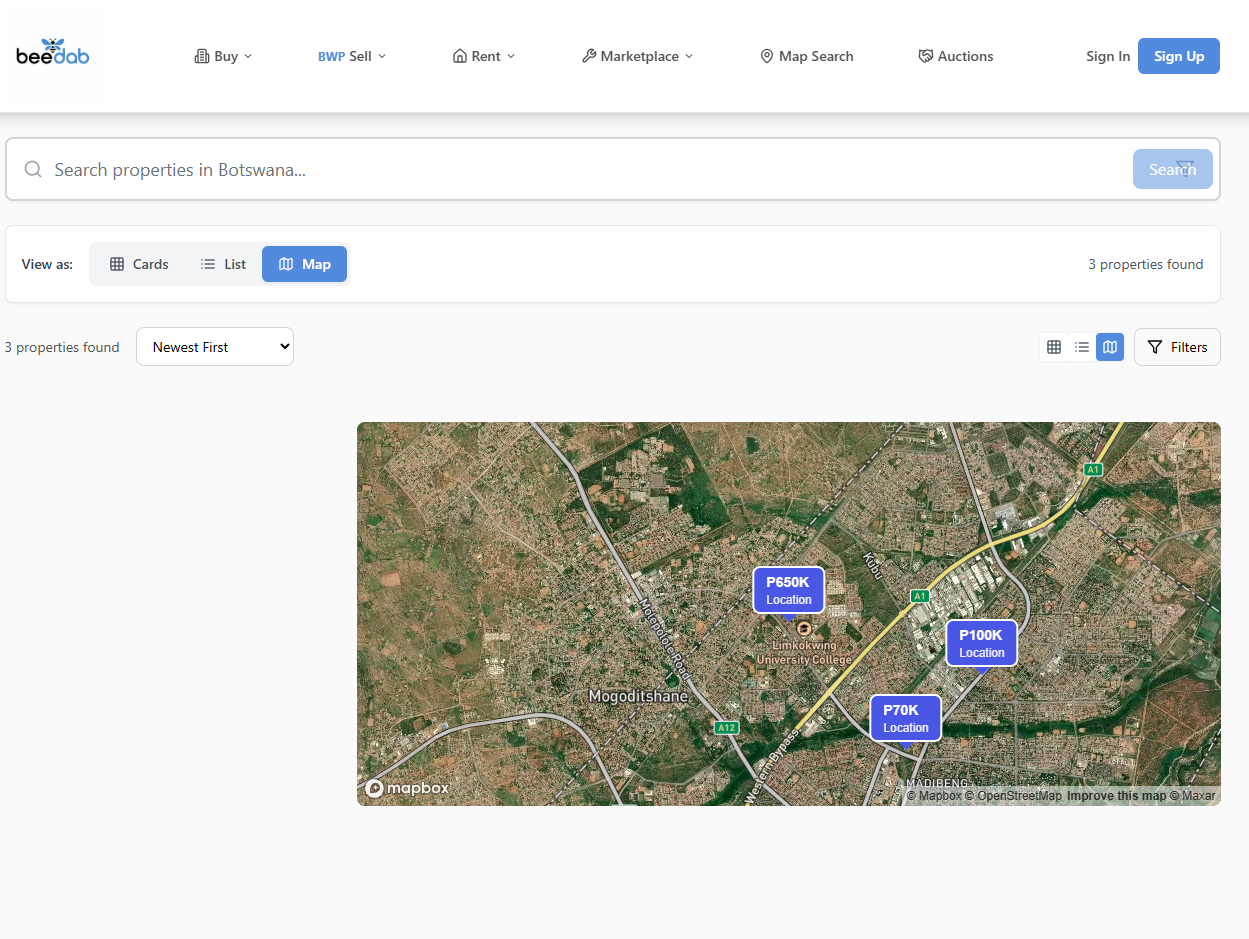 beedab
Buy
BWP Sell
Rent
Marketplace
Map Search
Auctions
Sign In
Sign Up
Search properties in Botswana...
Search
View as:
Cards
List
Map
3 properties found
3 properties found
Newest First
Filters
A1
Kubu
P650K
Location
A1
Molepolole Road
Limkokwing
University College
P100K
Location
Mogoditshane
P70K
Location
A12
Western Bypass
MADIBENG
mapbox
© Mapbox © OpenStreetMap Improve this map © Maxar